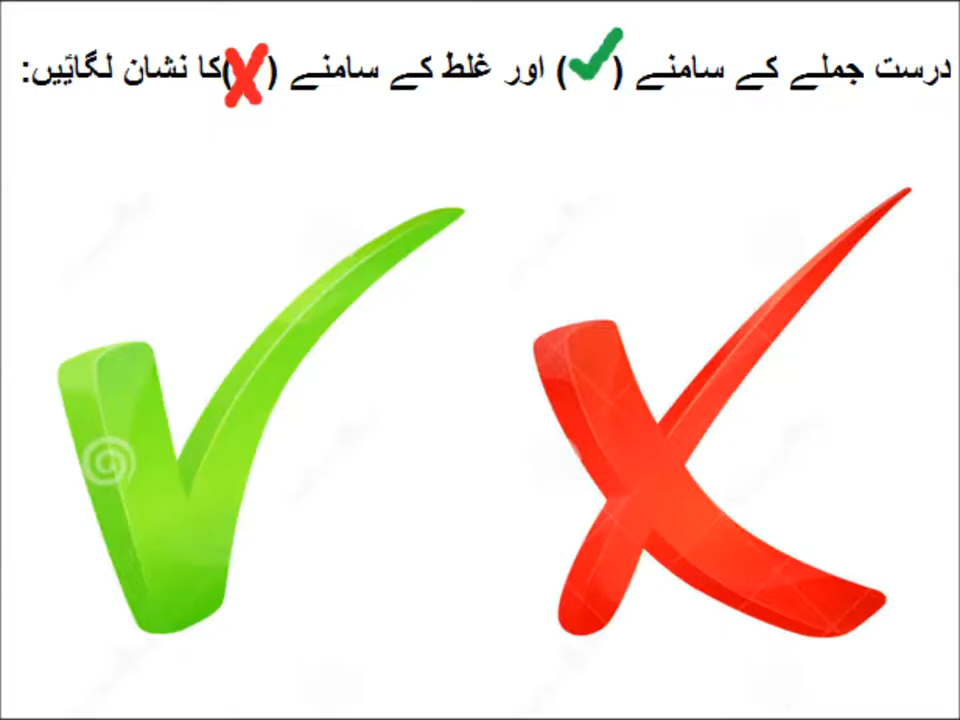 درست جملے کے سامنے (✓) اور غلط کے سامنے (✗)کا نشان لگائیں: